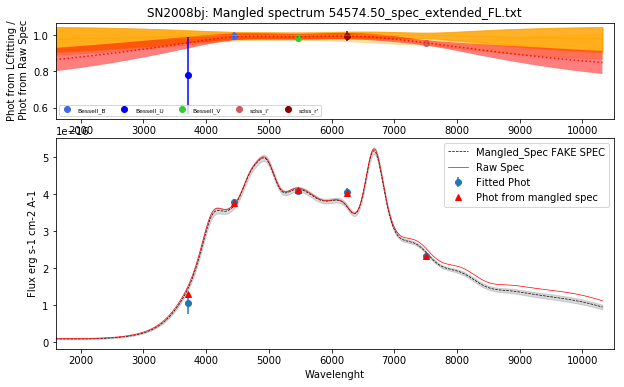 SN2008bj: Mangled spectrum 54574.50_spec_extended_FL.txt
Phot from LCfitting /
Phot from Raw Spec
1.0
0.8
0.6
Bessell_B Bessell_U Bessell_V sdss_i' sdss_r'
2000 3000 4000 5000 6000 7000 8000 9000 10000
1e−16
Mangled_Spec FAKE SPEC
Raw Spec
Fitted Phot
Phot from mangled spec
Flux erg s-1 cm-2 A-1
5
4
3
2
1
0
2000 3000 4000 5000 6000 7000 8000 9000 10000
Wavelenght